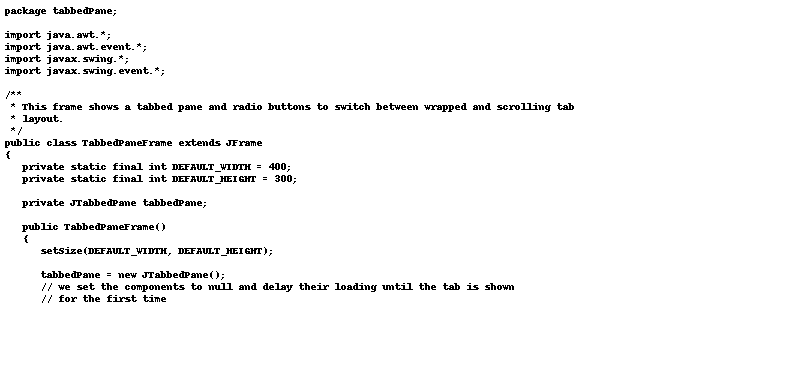 package tabbedPane;

import java.awt.*;
import java.awt.event.*;
import javax.swing.*;
import javax.swing.event.*;

/**
 * This frame shows a tabbed pane and radio buttons to switch between wrapped and scrolling tab
 * layout.
 */
public class TabbedPaneFrame extends JFrame
{
   private static final int DEFAULT_WIDTH = 400;
   private static final int DEFAULT_HEIGHT = 300;

   private JTabbedPane tabbedPane;

   public TabbedPaneFrame()
   {
      setSize(DEFAULT_WIDTH, DEFAULT_HEIGHT);

      tabbedPane = new JTabbedPane();
      // we set the components to null and delay their loading until the tab is shown
      // for the first time